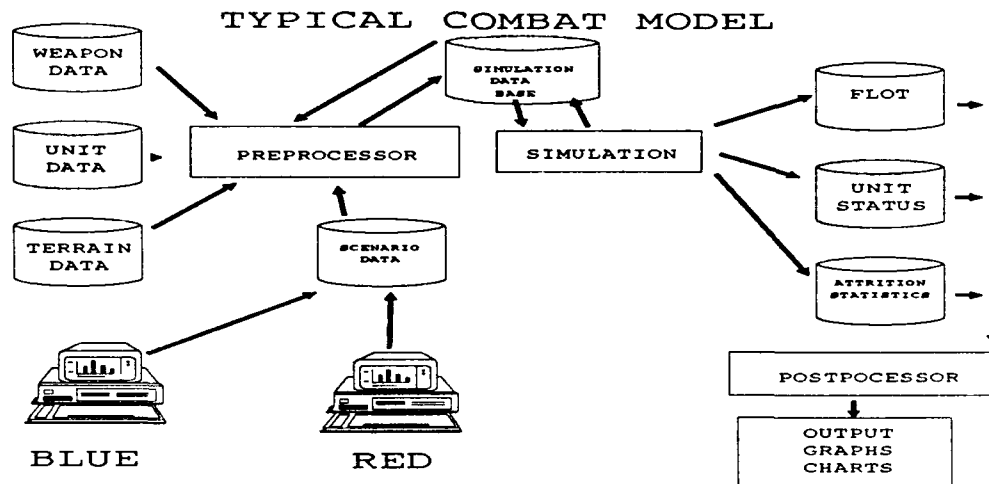 TYPICAL COMBAT MODEL
WEAPON
DATA
SIMULATION
DATA
BASE
FLOT
UNIT
DATA
PREPROCESSOR
SIMULATION
UNIT
STATUS
TERRAIN
DATA
SCENARIO
DATA
ATTRITION
STATISTICS
POSTPOCESSOR
OUTPUT
GRAPHS
CHARTS
BLUE
RED